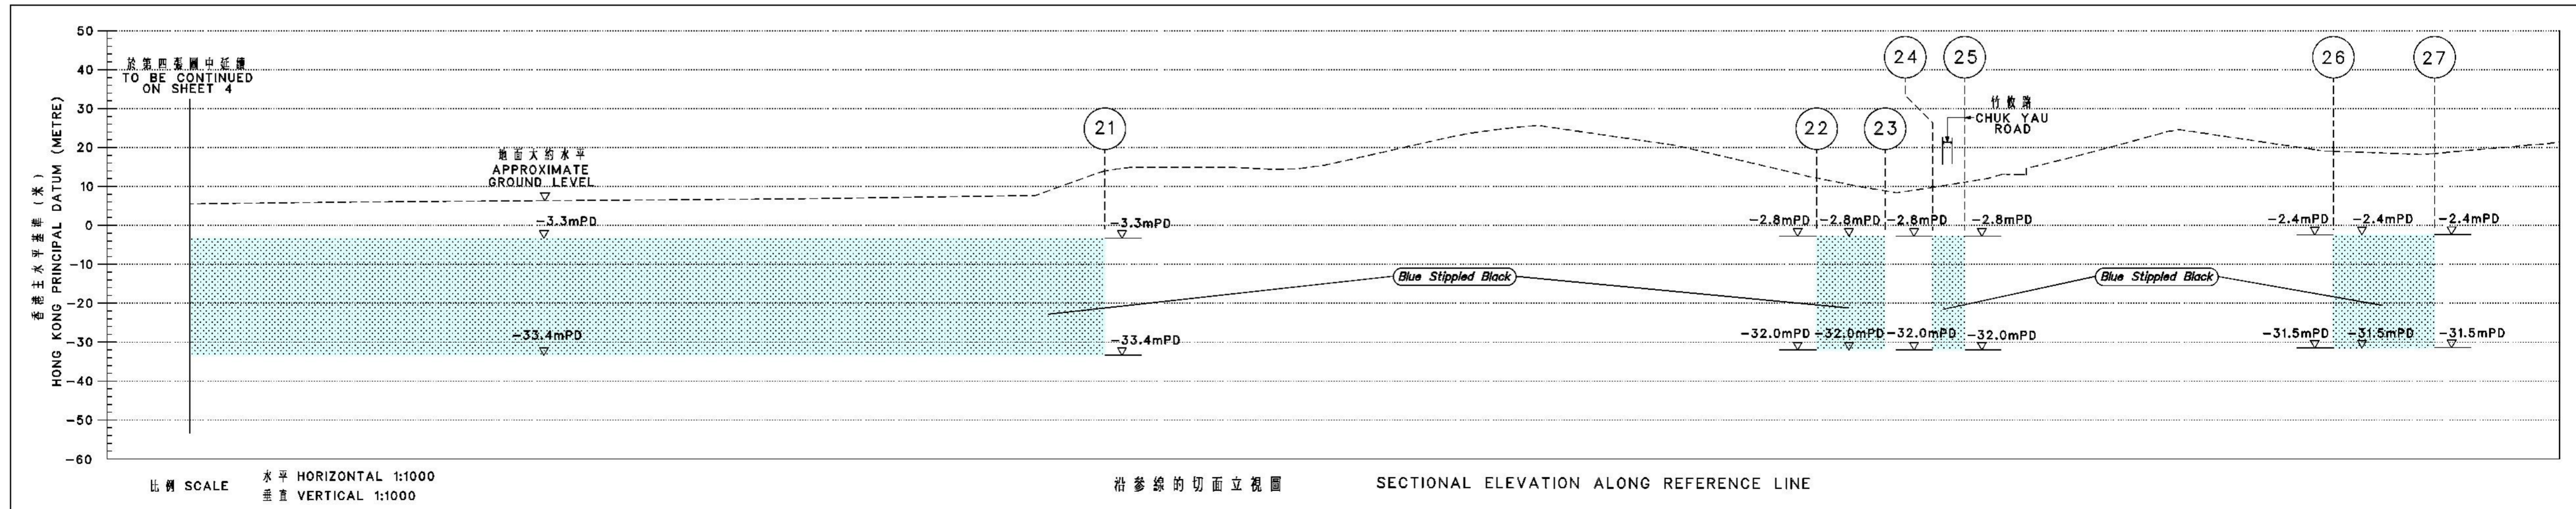 50
40
30
20
10
0
-10
-20
-30
-40
-50
-60
香港主水平基準 (米)
HONG KONG PRINCIPAL DATUM (METRE)
於第四張圖中延續
TO BE CONTINUED
ON SHEET 4
地面大約水平
APPROXIMATE
GROUND LEVEL
-3.3mPD
-33.4mPD
21
-3.3mPD
-33.4mPD
Blue Stippled Black
22
23
24
25
竹攸路
CHUK YAU
ROAD
-2.8mPD
-2.8mPD
-2.8mPD
-2.8mPD
-32.0mPD
-32.0mPD
-32.0mPD
-32.0mPD
Blue Stippled Black
26
27
-2.4mPD
-2.4mPD
-2.4mPD
-31.5mPD
-31.5mPD
-31.5mPD
比例 SCALE
水平 HORIZONTAL 1:1000
垂直 VERTICAL 1:1000
沿參線的切面立視圖
SECTIONAL ELEVATION ALONG REFERENCE LINE